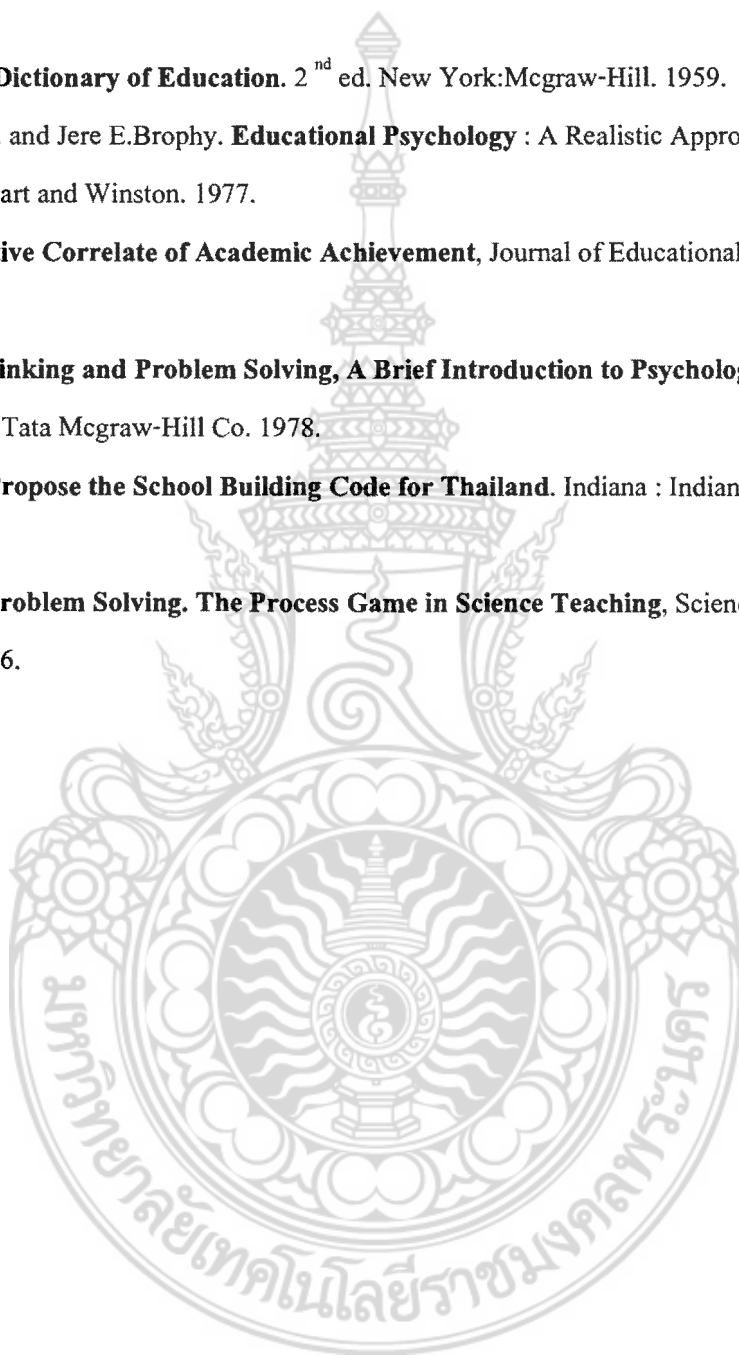 Dictionary of Education. 2 nd ed. New York:Mcgraw-Hill. 1959.
. and Jere E.Brophy. Educational Psychology : A Realistic Appro
art and Winston. 1977.
tive Correlate of Academic Achievement, Journal of Educational
inking and Problem Solving, A Brief Introduction to Psycholog
Tata Mcgraw-Hill Co. 1978.
Propose the School Building Code for Thailand. Indiana : Indian
roblem Solving. The Process Game in Science Teaching, Scien
6.
มหาวิทยาลัยเทคโนโลยีราชมงคลพระนคร